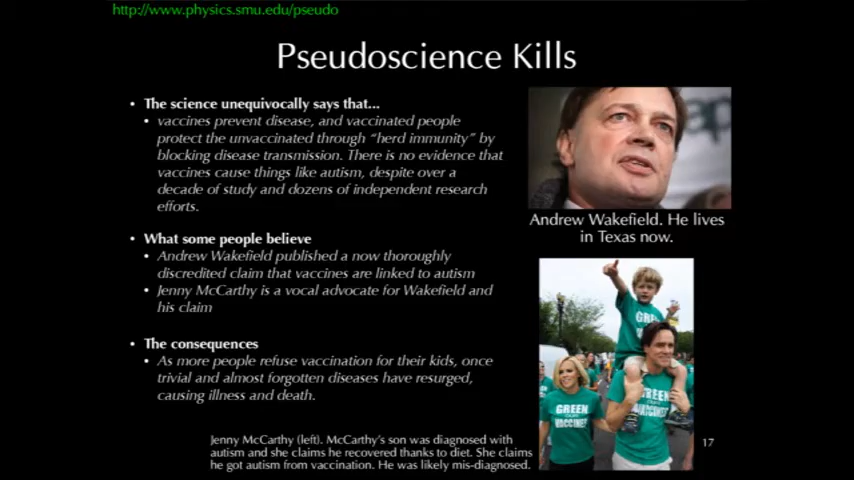 http://www.physics.smu.edu/pseudo
Pseudoscience Kills
• The science unequivocally says that...
• vaccines prevent disease, and vaccinated people
protect the unvaccinated through “herd immunity” by
blocking disease transmission. There is no evidence that
vaccines cause things like autism, despite over a
decade of study and dozens of independent research
efforts.
• What some people believe
• Andrew Wakefield published a now thoroughly
discredited claim that vaccines are linked to autism
• Jenny McCarthy is a vocal advocate for Wakefield and
his claim
• The consequences
• As more people refuse vaccination for their kids, once
trivial and almost forgotten diseases have resurged,
causing illness and death.
Andrew Wakefield. He lives
in Texas now.
GREEN
VACCINES
GREEN
VACCINES
Jenny McCarthy (left). McCarthy's son was diagnosed with
autism and she claims he recovered thanks to diet. She claims
he got autism from vaccination. He was likely mis-diagnosed.
17